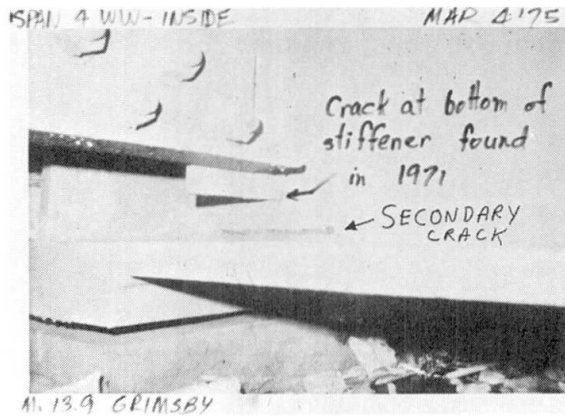 SPAN 4 WW - INSIDE MAR 4 '75
Crack at bottom of
stiffener found
in 1971
SECONDARY
CRACK
M. 13.9 GRIMSBY